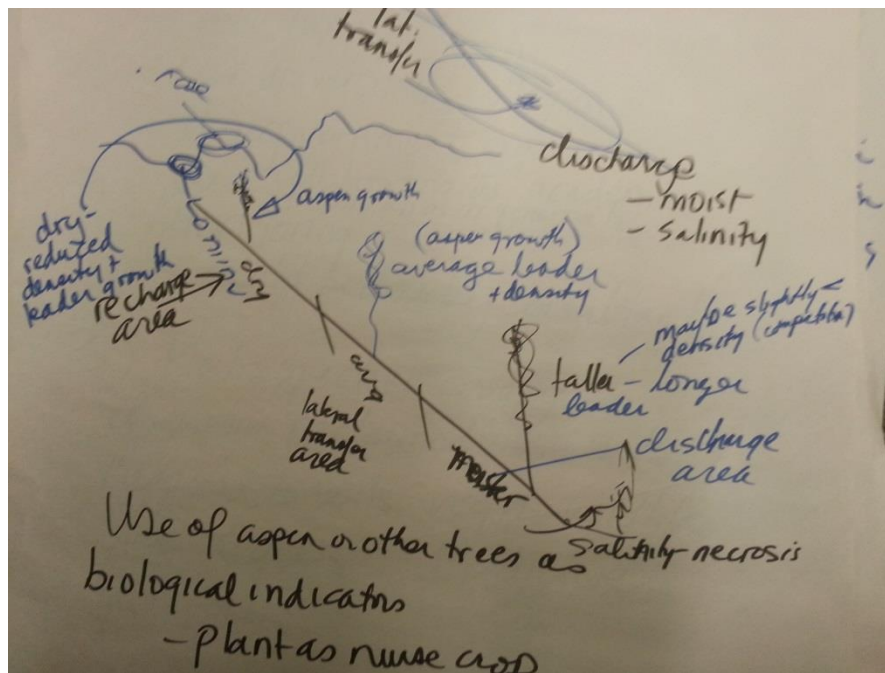 lat.
transfer
discharge
- moist
- salinity
aspen growth
dry-
reduced
density +
leader growth
recharge
area
dry
(aspen growth)
average leader
+ density
maybe slightly <
density (competition)
taller - longer
leader
avg
lateral
transfer
area
moister
discharge
area
salinity - necrosis
Use of aspen or other trees as
biological indicators
- plant as nurse crop